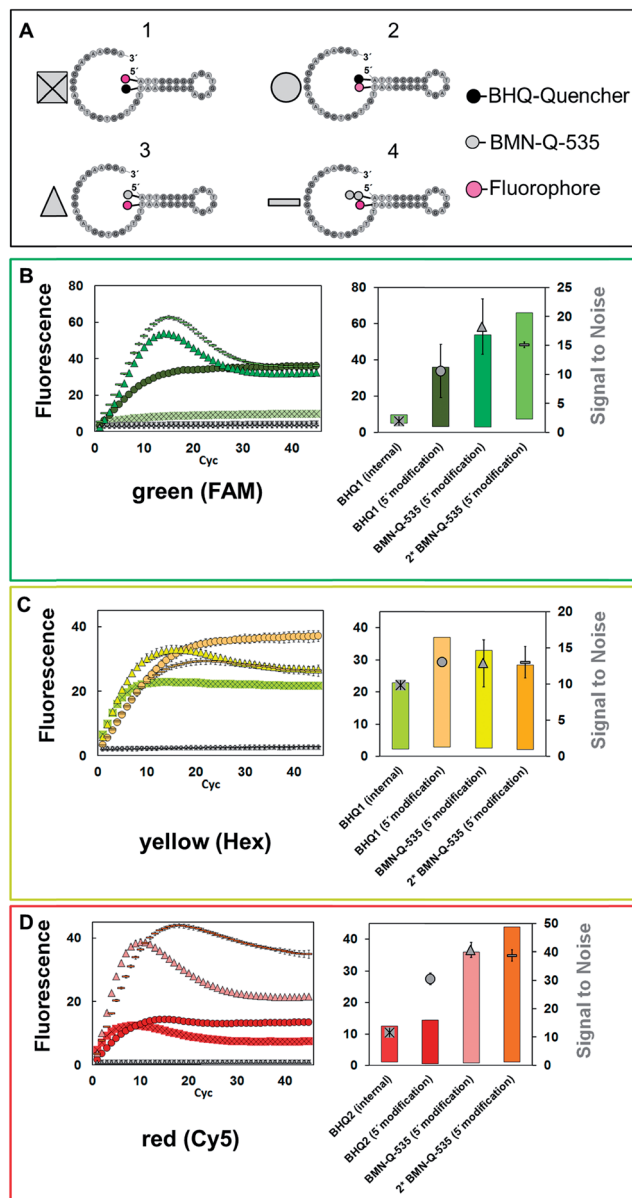 A
1
2
3´
5´
3´
5´
BHQ-Quencher
BMN-Q-535
Fluorophore
3
4
3´
5´
3´
5´
B
Fluorescence
80
60
40
20
0
0 10 20 30 40
Cyc
green (FAM)
80
60
40
20
0
25
20
15
10
5
0
Signal to Noise
BHQ1 (internal)
BHQ1 (5´modification)
BMN-Q-535 (5´modification)
2* BMN-Q-535 (5´modification)
C
Fluorescence
40
20
0
0 10 20 30 40
Cyc
yellow (Hex)
40
30
20
10
0
20
15
10
5
0
Signal to Noise
BHQ1 (internal)
BHQ1 (5´modification)
BMN-Q-535 (5´modification)
2* BMN-Q-535 (5´modification)
D
Fluorescence
40
20
0
0 10 20 30 40
Cyc
red (Cy5)
40
30
20
10
0
50
40
30
20
10
0
Signal to Noise
BHQ2 (internal)
BHQ2 (5´modification)
BMN-Q-535 (5´modification)
2* BMN-Q-535 (5´modification)